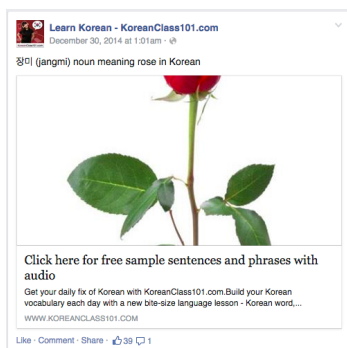 Learn Korean - KoreanClass101.com
December 30, 2014 at 1:01am ·
장미 (jangmi) noun meaning rose in Korean
Click here for free sample sentences and phrases with
audio
Get your daily fix of Korean with KoreanClass101.com.Build your Korean
vocabulary each day with a new bite-size language lesson - Korean word,...
WWW.KOREANCLASS101.COM
Like · Comment · Share · 39 1